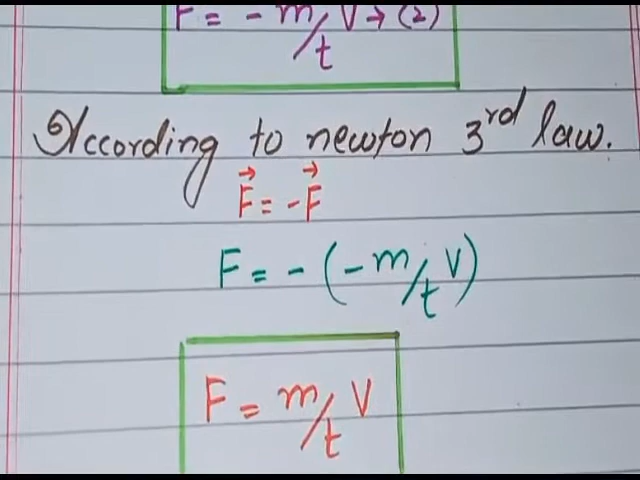 F = - m/t V → (2)
According to newton 3rd law.
F = - F
F = - (- m/t V)
F = m/t V